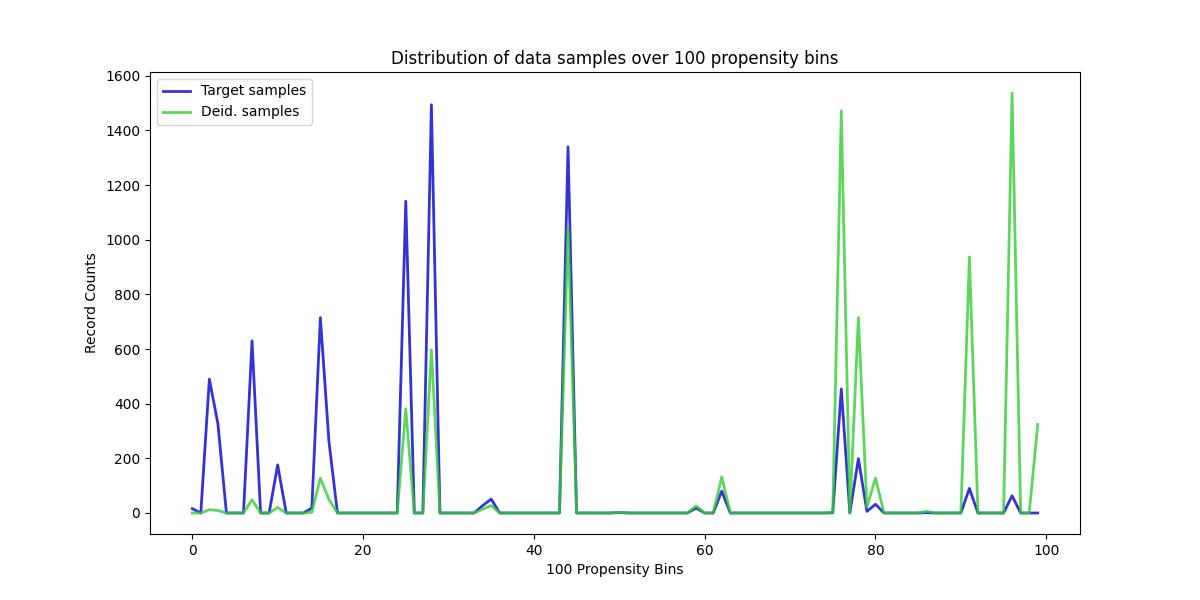 Distribution of data samples over 100 propensity bins
Target samples
Deid. samples
Record Counts
1600
1400
1200
1000
800
600
400
200
0
0 20 40 60 80 100
100 Propensity Bins